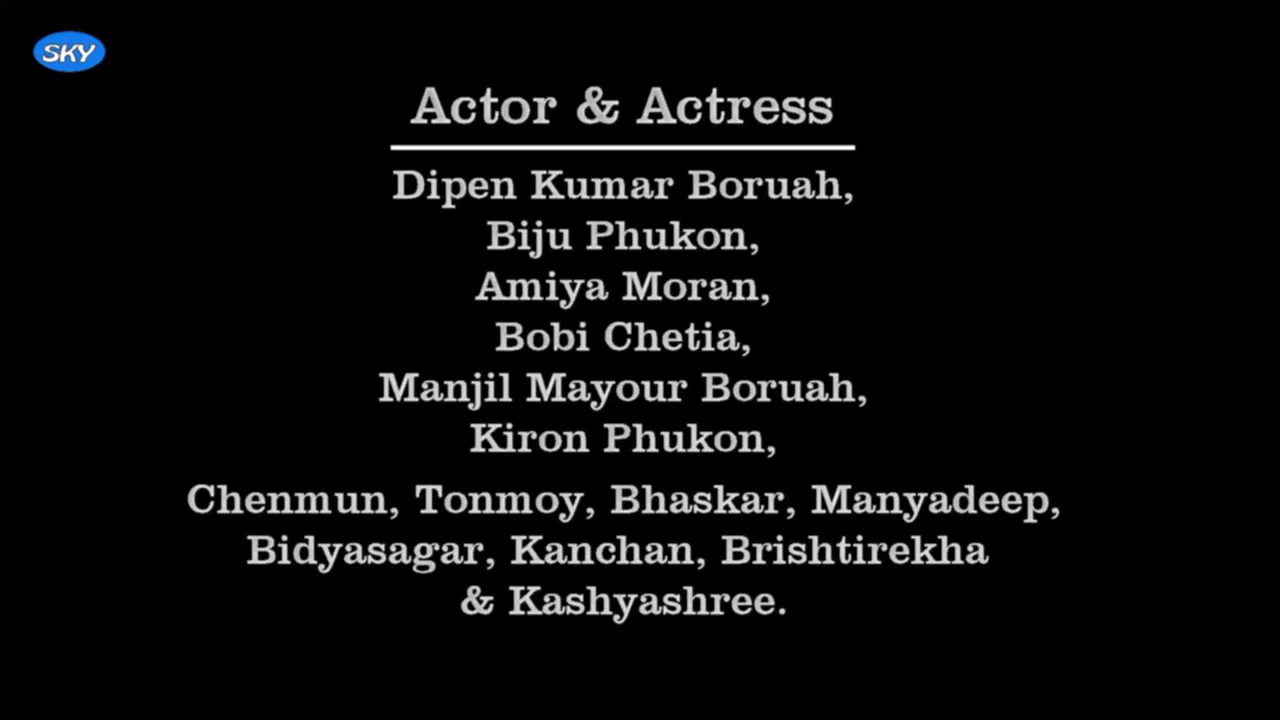 SKY
Actor & Actress
Dipen Kumar Boruah,
Biju Phukon,
Amiya Moran,
Bobi Chetia,
Manjil Mayour Boruah,
Kiron Phukon,
Chenmun, Tonmoy, Bhaskar, Manyadeep,
Bidyasagar, Kanchan, Brishtirekha
& Kashyashree.